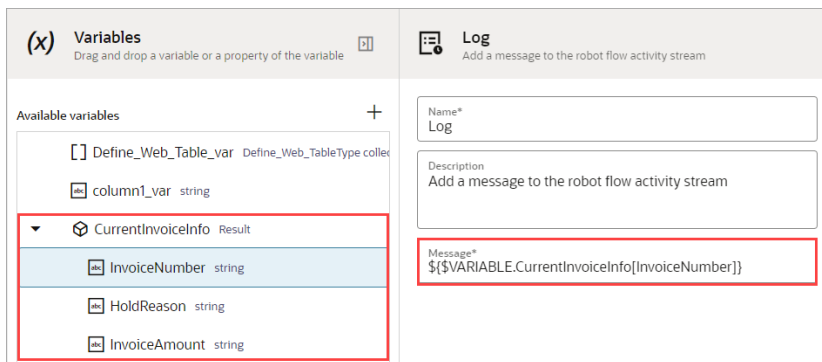 (x)
Variables
Drag and drop a variable or a property of the variable
Available variables
+
[ ] Define_Web_Table_var Define_Web_TableType collec
abc column1_var string
CurrentInvoiceInfo Result
abc InvoiceNumber string
abc HoldReason string
abc InvoiceAmount string
Log
Add a message to the robot flow activity stream
Name*
Log
Description
Add a message to the robot flow activity stream
Message*
${$VARIABLE.CurrentInvoiceInfo[InvoiceNumber]}